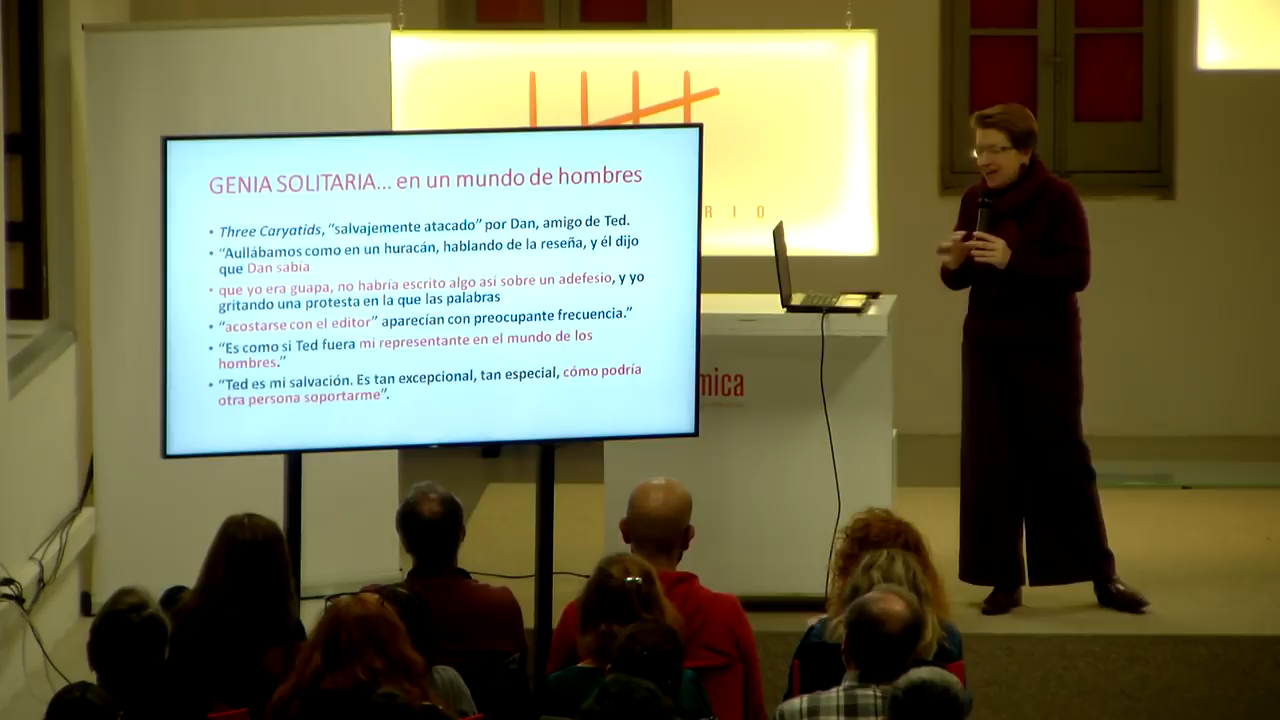 GENIA SOLITARIA... en un mundo de hombres
• Three Caryatids, “salvajemente atacado” por Dan, amigo de Ted.
• “Aullábamos como en un huracán, hablando de la reseña, y él dijo
que Dan sabía
• que yo era guapa, no habría escrito algo así sobre un adefesio, y yo
gritando una protesta en la que las palabras
• “acostarse con el editor” aparecían con preocupante frecuencia.”
• “Es como si Ted fuera mi representante en el mundo de los
hombres.”
• “Ted es mi salvación. Es tan excepcional, tan especial, cómo podría
otra persona soportarme”.
RIO
mica